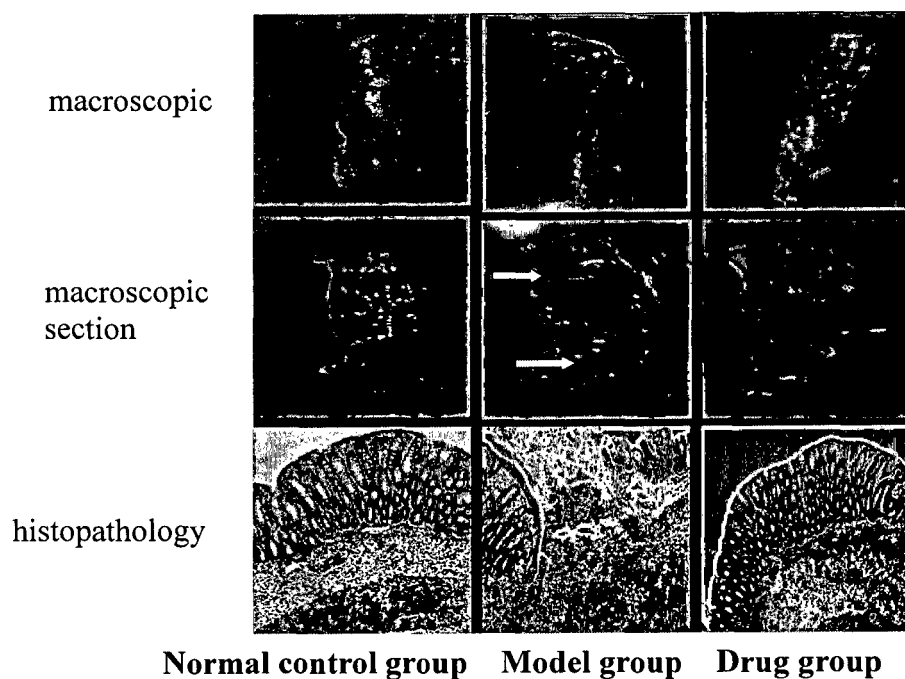 macroscopic
macroscopic
section
histopathology
Normal control group Model group Drug group